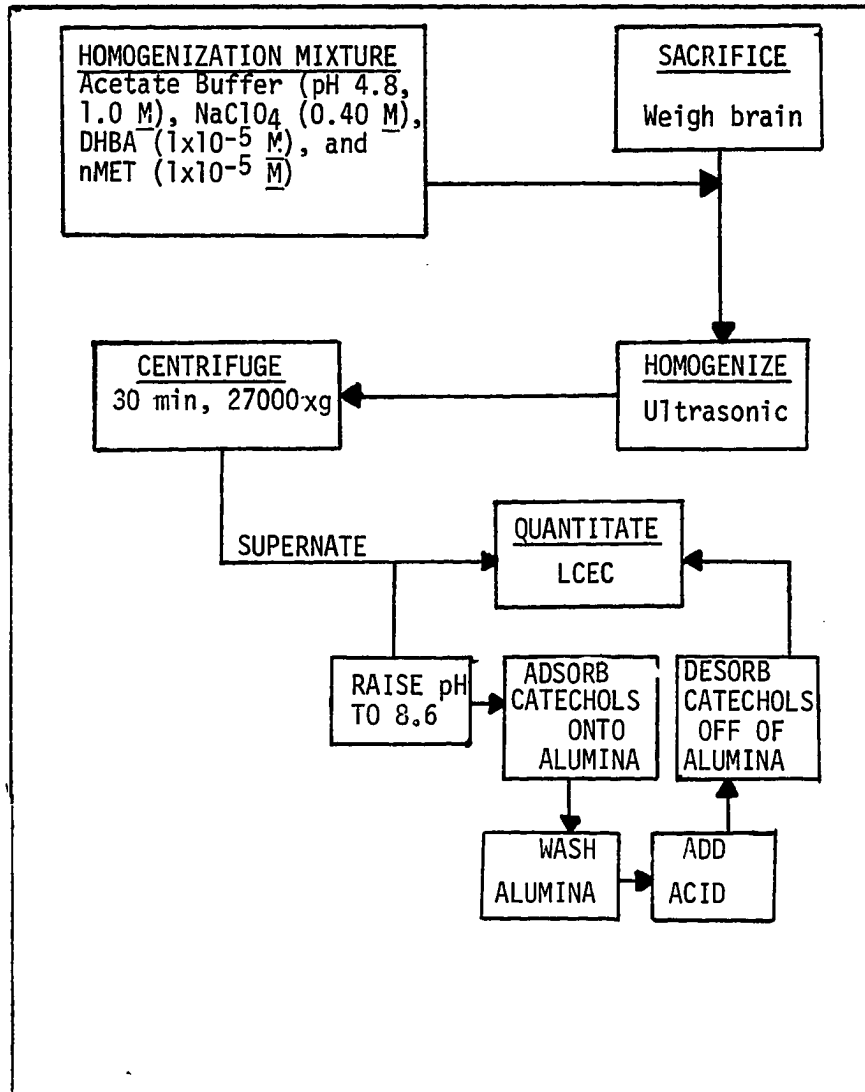 HOMOGENIZATION MIXTURE
Acetate Buffer (pH 4.8,
1.0 M), NaClO4 (0.40 M),
DHBA (1x10-5 M), and
nMET (1x10-5 M)
SACRIFICE
Weigh brain
HOMOGENIZE
Ultrasonic
CENTRIFUGE
30 min, 27000xg
SUPERNATE
QUANTITATE
LCEC
RAISE pH
TO 8.6
ADSORB
CATECHOLS
ONTO
ALUMINA
WASH
ALUMINA
ADD
ACID
DESORB
CATECHOLS
OFF OF
ALUMINA